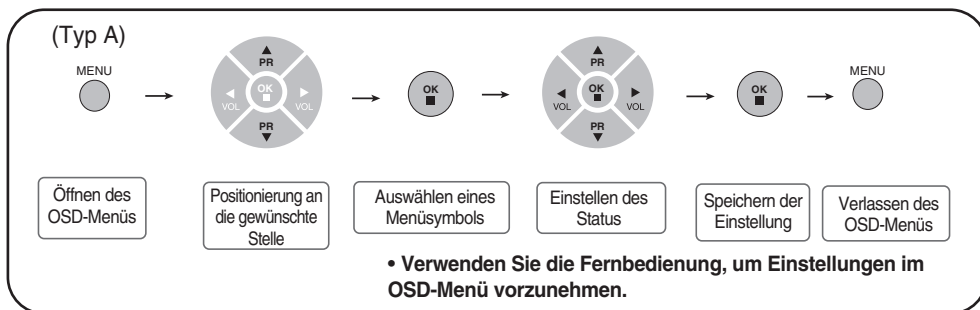 (Typ A)
MENU
PR
VOL
OK
VOL
PR
OK
PR
VOL
OK
VOL
PR
OK
MENU
Öffnen des
OSD-Menüs
Positionierung an
die gewünschte
Stelle
Auswählen eines
Menüsymbols
Einstellen des
Status
Speichern der
Einstellung
Verlassen des
OSD-Menüs
• Verwenden Sie die Fernbedienung, um Einstellungen im
OSD-Menü vorzunehmen.